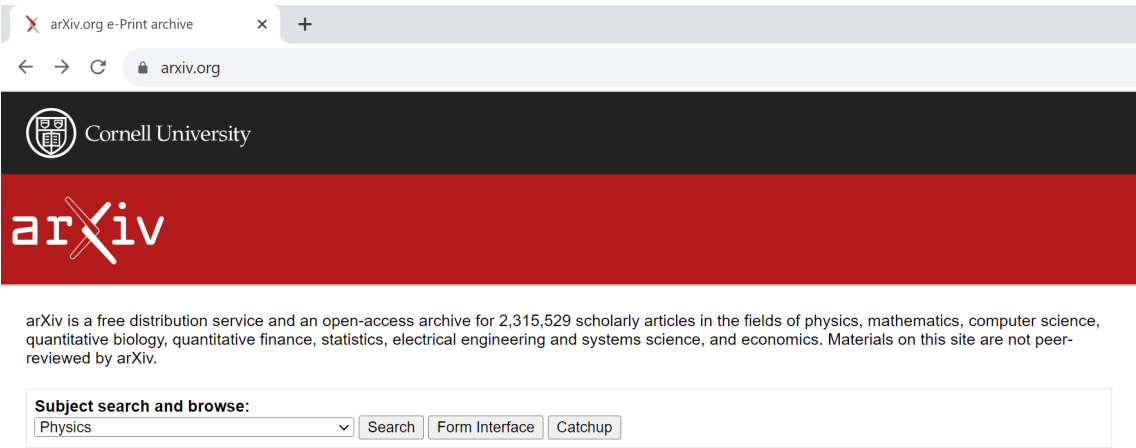 arXiv.org e-Print archive
arxiv.org
Cornell University
arXiv
arXiv is a free distribution service and an open-access archive for 2,315,529 scholarly articles in the fields of physics, mathematics, computer science,
quantitative biology, quantitative finance, statistics, electrical engineering and systems science, and economics. Materials on this site are not peer-
reviewed by arXiv.
Subject search and browse:
Physics Search Form Interface Catchup